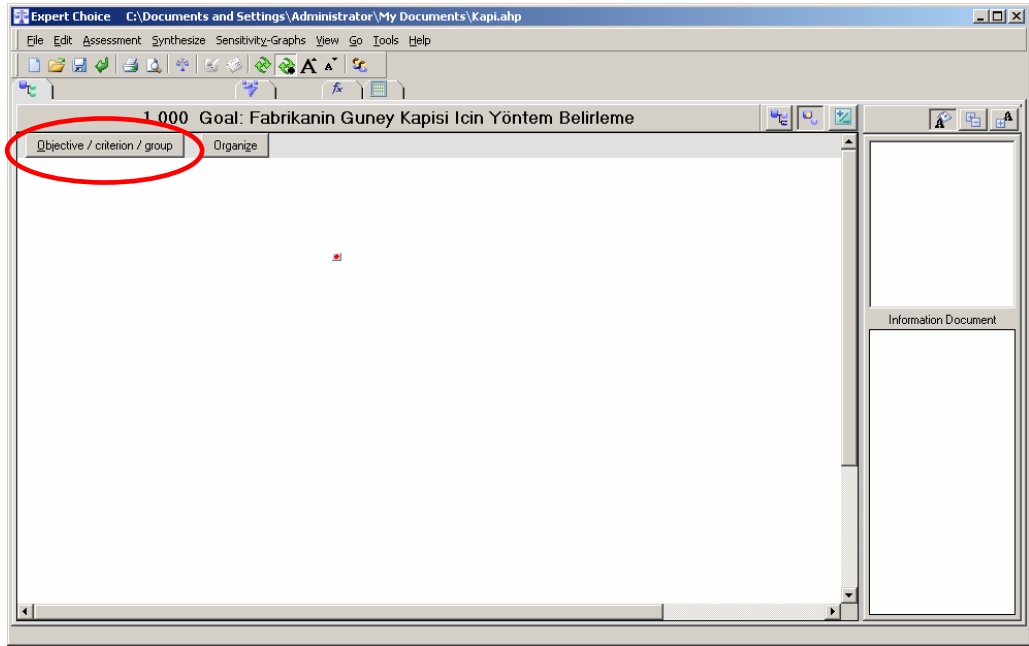 Expert Choice C:\Documents and Settings\Administrator\My Documents\Kapi.ahp
File Edit Assessment Synthesize Sensitivity-Graphs View Go Tools Help
1.000 Goal: Fabrikanin Guney Kapisi Icin Yöntem Belirleme
Objective / criterion / group Organize
Information Document